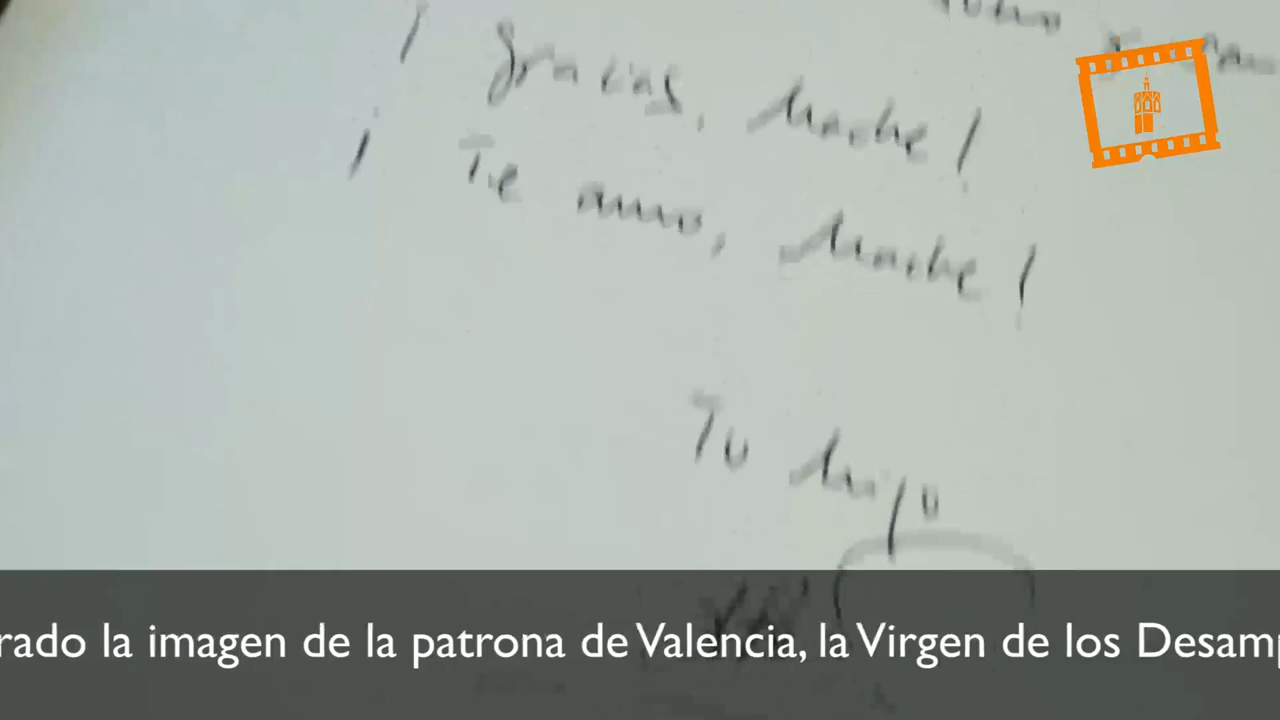 ¡ Gracias, Madre!
¡ Te amo, Madre!
Tu hijo
rado la imagen de la patrona de Valencia, la Virgen de los Desamp